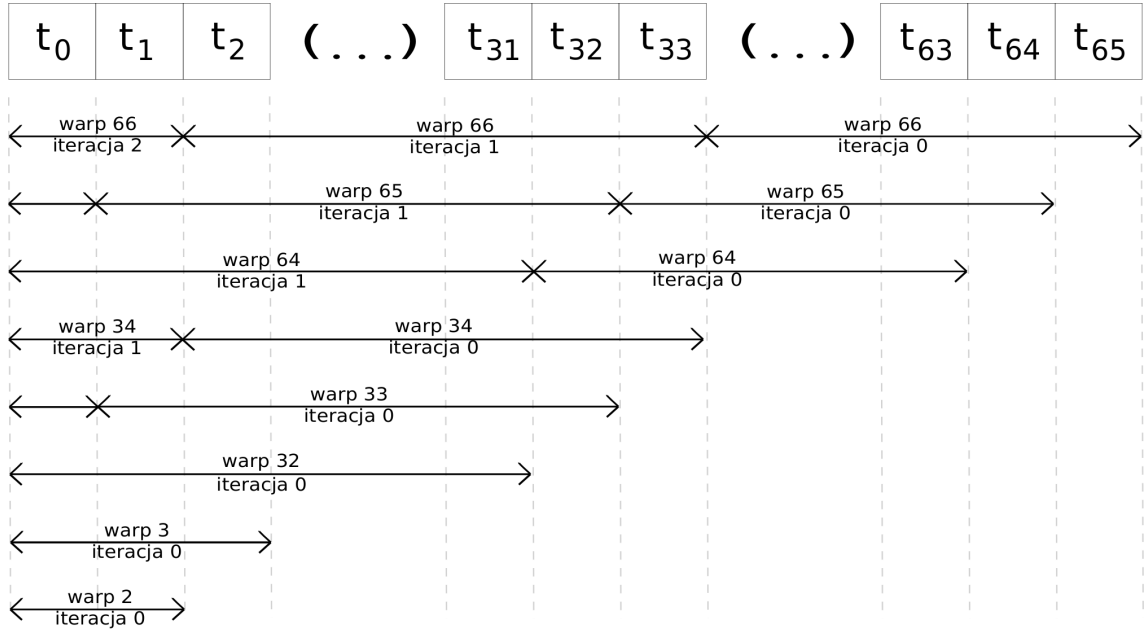 t0 t1 t2 (...) t31 t32 t33 (...) t63 t64 t65
warp 66 warp 66 warp 66
iteracja 2 iteracja 1 iteracja 0
warp 65 warp 65
iteracja 1 iteracja 0
warp 64 warp 64
iteracja 1 iteracja 0
warp 34 warp 34
iteracja 1 iteracja 0
warp 33
iteracja 0
warp 32
iteracja 0
warp 3
iteracja 0
warp 2
iteracja 0